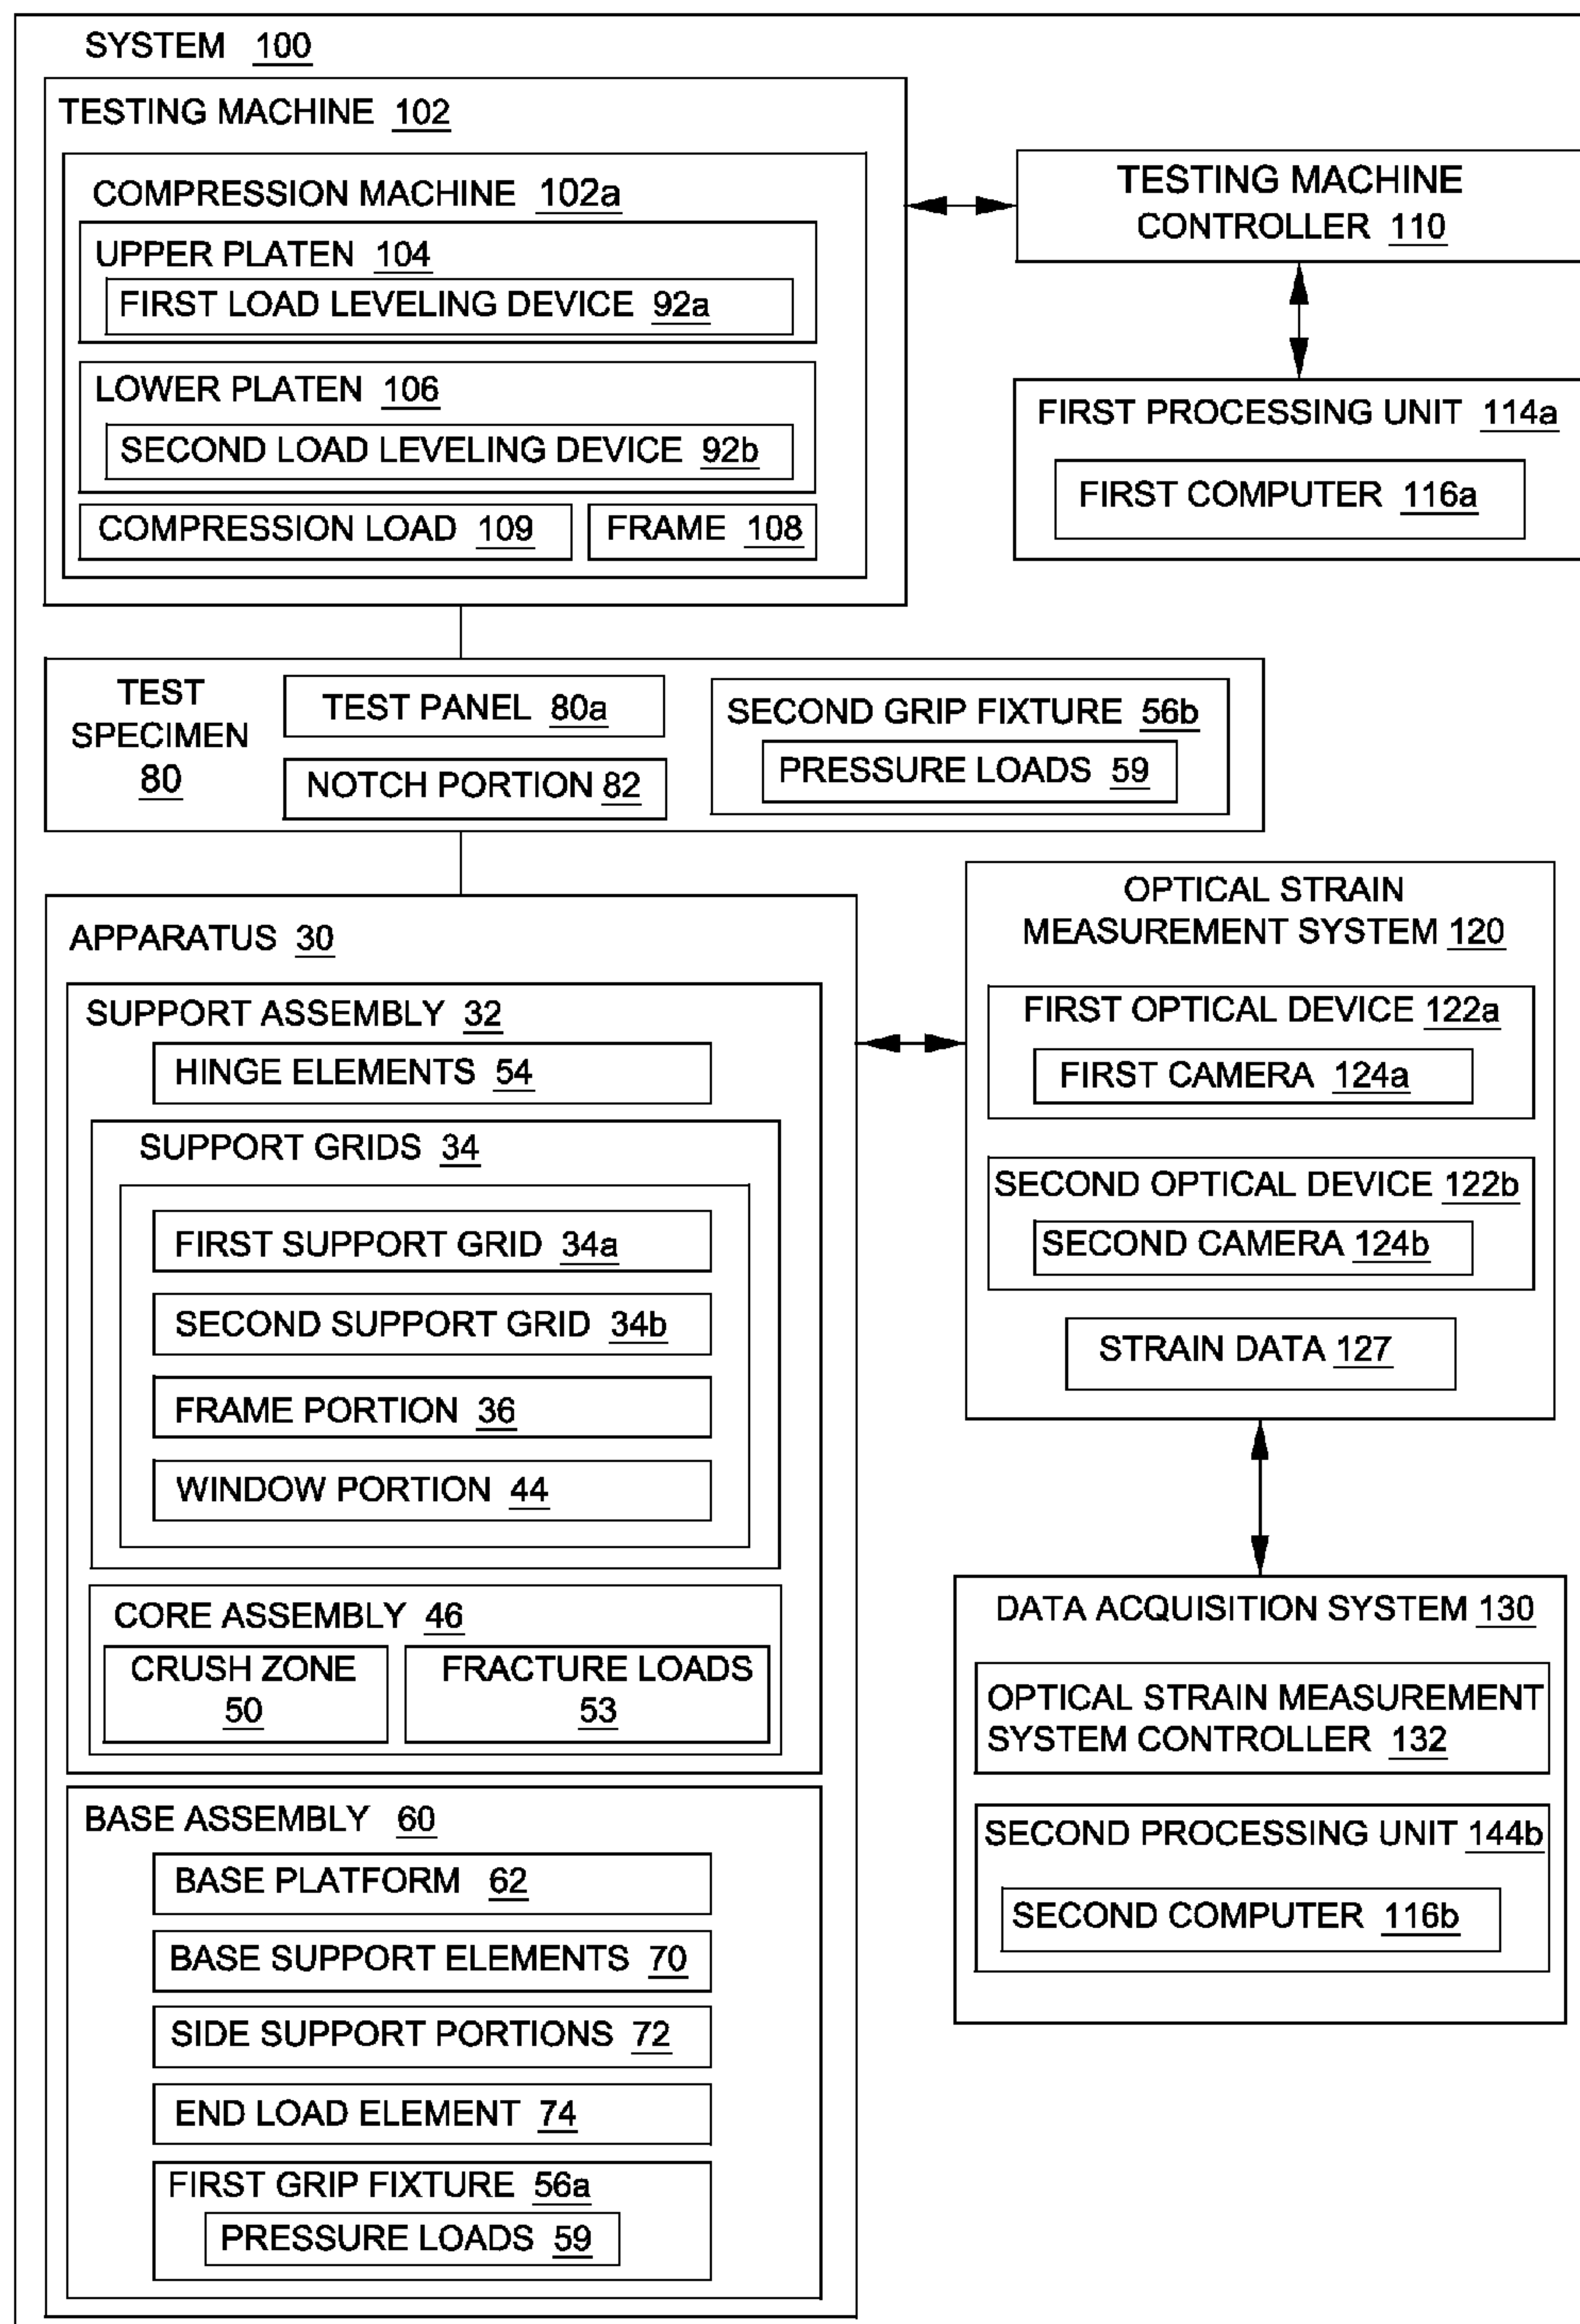 SYSTEM 100
TESTING MACHINE 102
COMPRESSION MACHINE 102a
UPPER PLATEN 104
FIRST LOAD LEVELING DEVICE 92a
LOWER PLATEN 106
SECOND LOAD LEVELING DEVICE 92b
COMPRESSION LOAD 109
FRAME 108
TESTING MACHINE
CONTROLLER 110
FIRST PROCESSING UNIT 114a
FIRST COMPUTER 116a
TEST
SPECIMEN
80
TEST PANEL 80a
NOTCH PORTION 82
SECOND GRIP FIXTURE 56b
PRESSURE LOADS 59
APPARATUS 30
SUPPORT ASSEMBLY 32
HINGE ELEMENTS 54
SUPPORT GRIDS 34
FIRST SUPPORT GRID 34a
SECOND SUPPORT GRID 34b
FRAME PORTION 36
WINDOW PORTION 44
CORE ASSEMBLY 46
CRUSH ZONE
50
FRACTURE LOADS
53
BASE ASSEMBLY 60
BASE PLATFORM 62
BASE SUPPORT ELEMENTS 70
SIDE SUPPORT PORTIONS 72
END LOAD ELEMENT 74
FIRST GRIP FIXTURE 56a
PRESSURE LOADS 59
OPTICAL STRAIN
MEASUREMENT SYSTEM 120
FIRST OPTICAL DEVICE 122a
FIRST CAMERA 124a
SECOND OPTICAL DEVICE 122b
SECOND CAMERA 124b
STRAIN DATA 127
DATA ACQUISITION SYSTEM 130
OPTICAL STRAIN MEASUREMENT
SYSTEM CONTROLLER 132
SECOND PROCESSING UNIT 144b
SECOND COMPUTER 116b